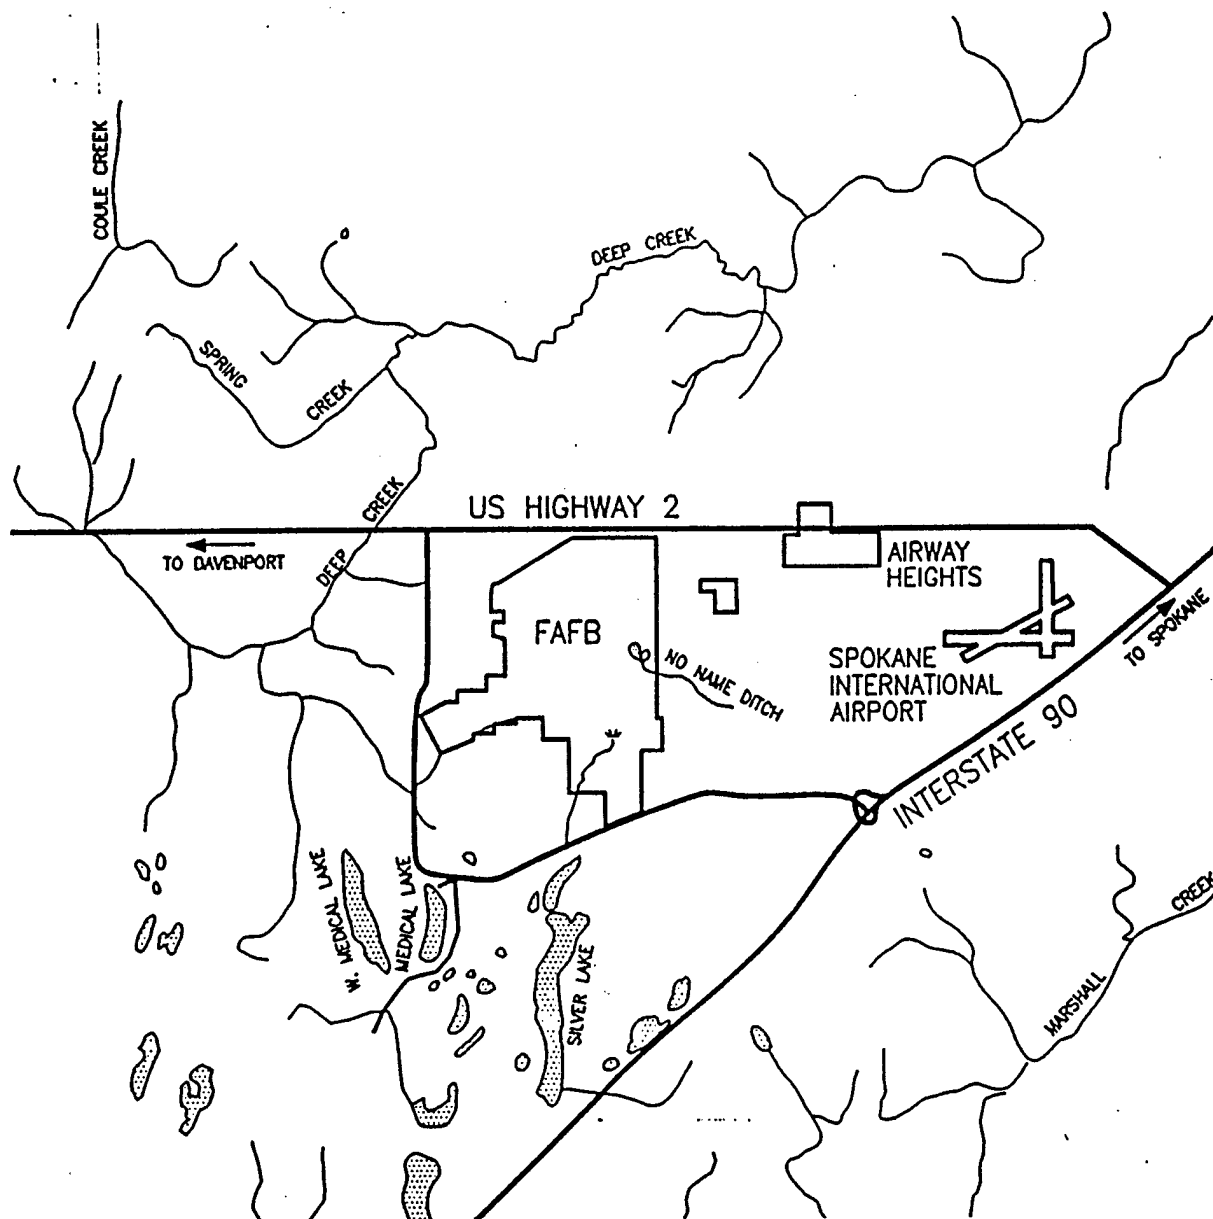 COULE CREEK
DEEP CREEK
SPRING
CREEK
DEEP
CREEK
US HIGHWAY 2
TO DAVENPORT
AIRWAY
HEIGHTS
FAFB
NO NAME DITCH
SPOKANE
INTERNATIONAL
AIRPORT
TO SPOKANE
INTERSTATE 90
W. MEDICAL LAKE
MEDICAL LAKE
SILVER LAKE
MARSHALL
CREEK